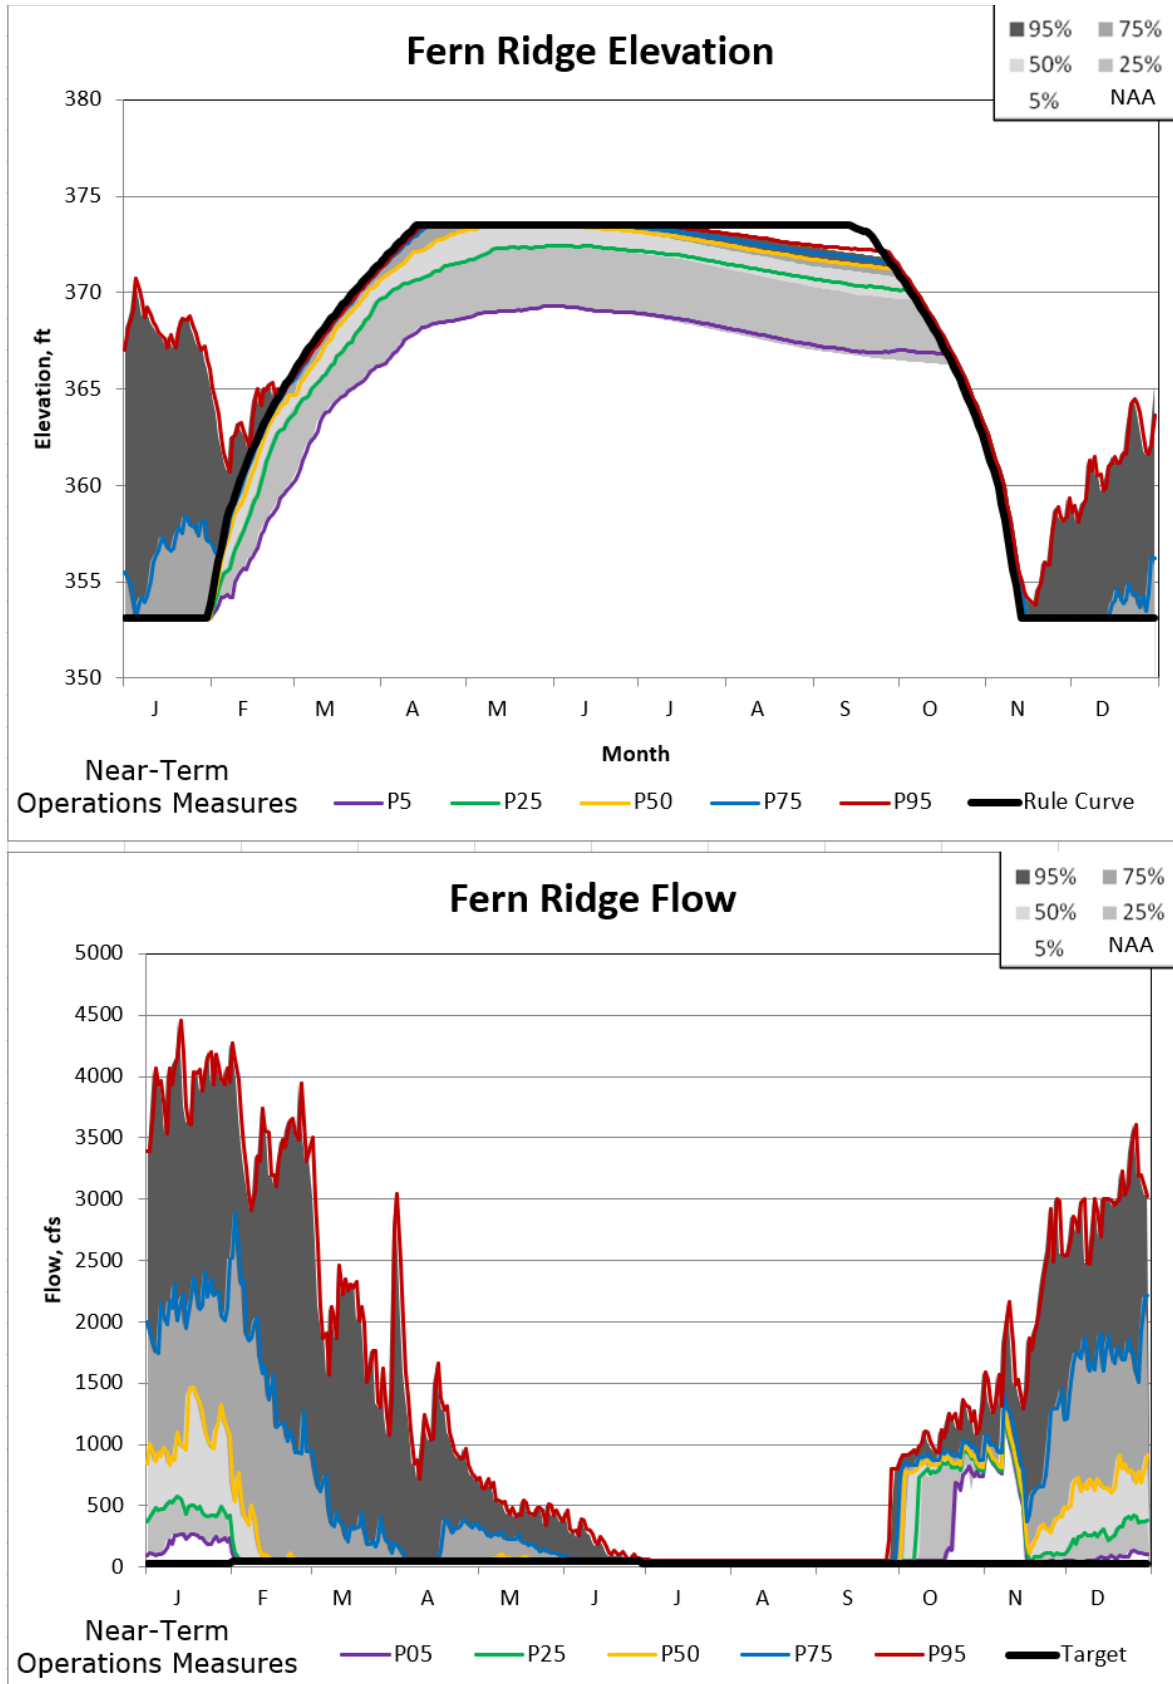 Fern Ridge Elevation
95% 75%
50% 25%
5% NAA
380
375
370
365
360
355
350
Elevation, ft
J F M A M J J A S O N D
Month
Near-Term
Operations Measures
P5 P25 P50 P75 P95 Rule Curve
Fern Ridge Flow
95% 75%
50% 25%
5% NAA
5000
4500
4000
3500
3000
2500
2000
1500
1000
500
0
Flow, cfs
J F M A M J J A S O N D
Near-Term
Operations Measures
P05 P25 P50 P75 P95 Target